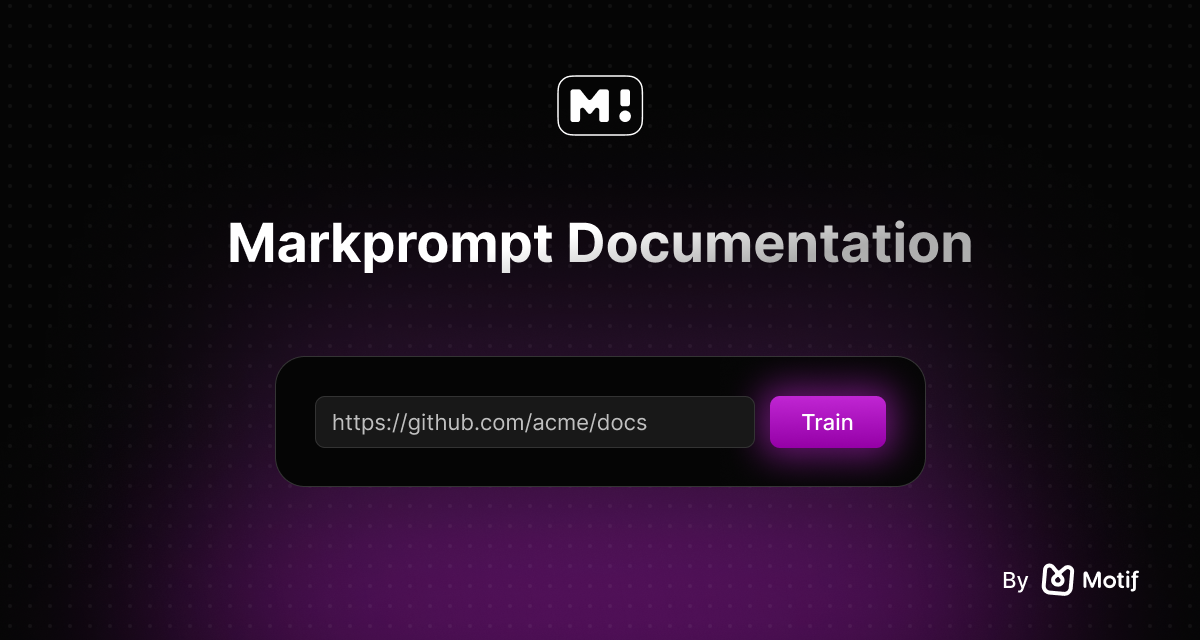 M!
Markprompt Documentation
https://github.com/acme/docs
Train
By Motif